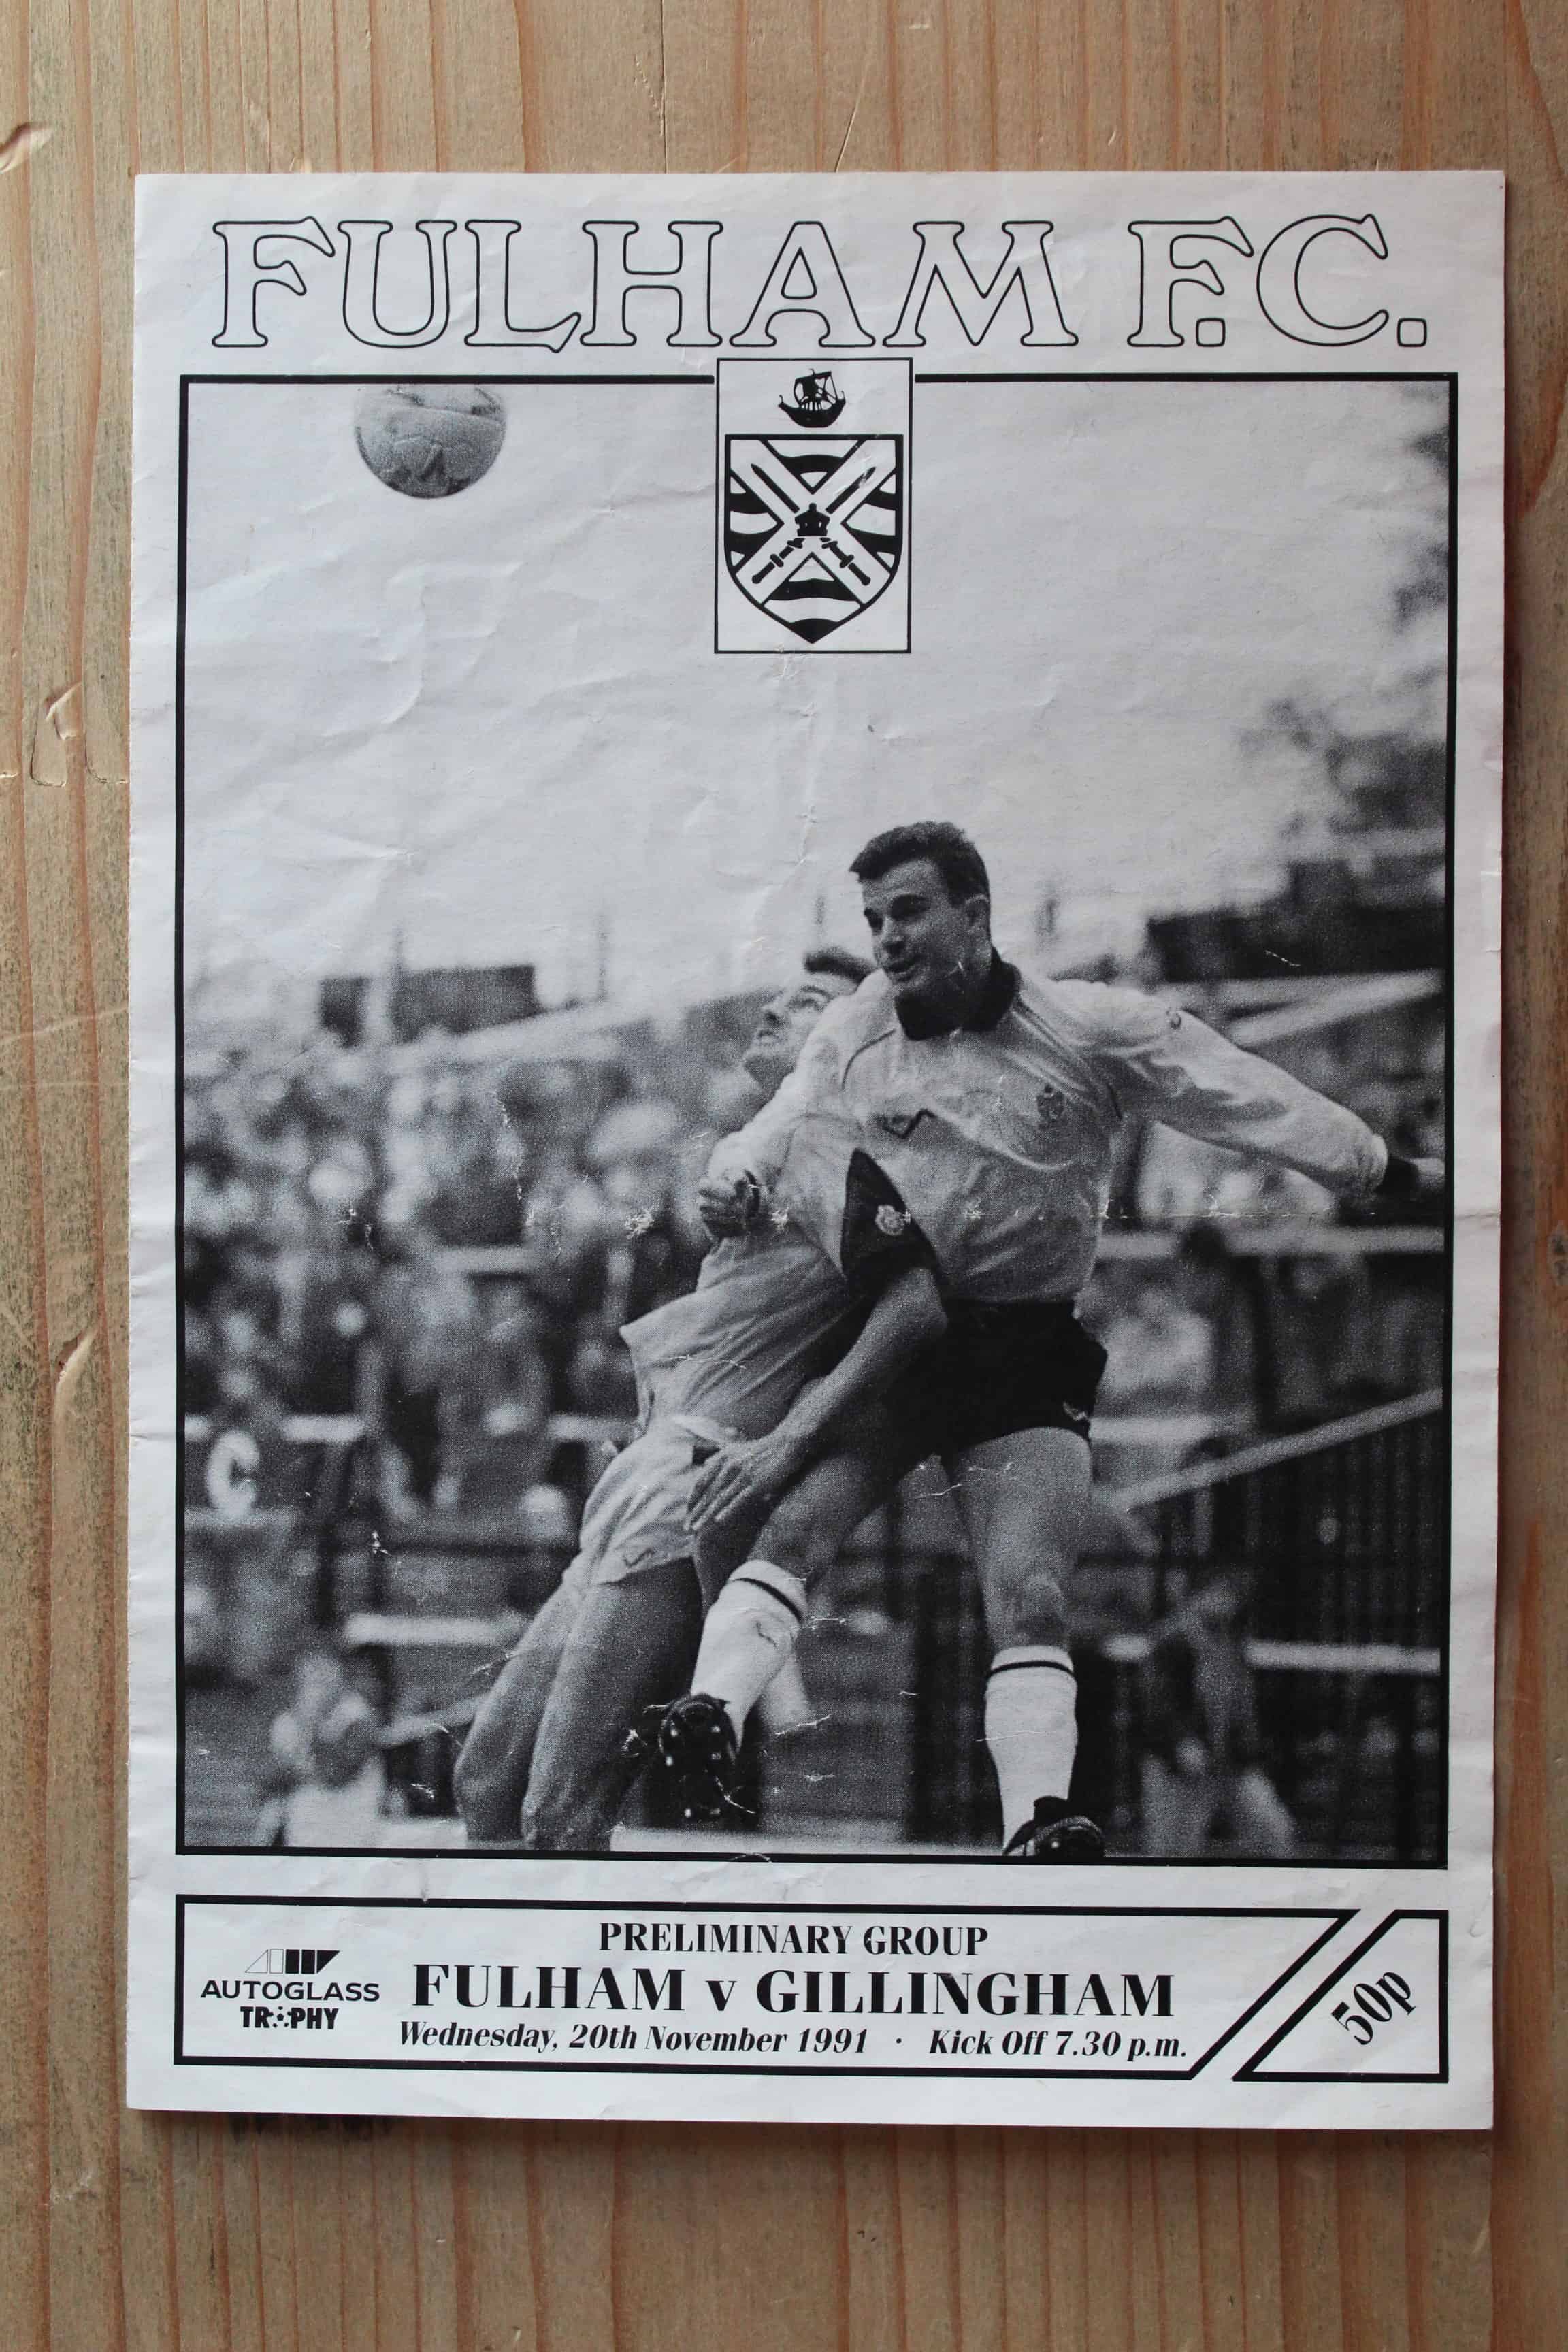 FULHAM F.C.
PRELIMINARY GROUP
AUTOGLASS
TROPHY
FULHAM v GILLINGHAM
Wednesday, 20th November 1991 · Kick Off 7.30 p.m.
50p